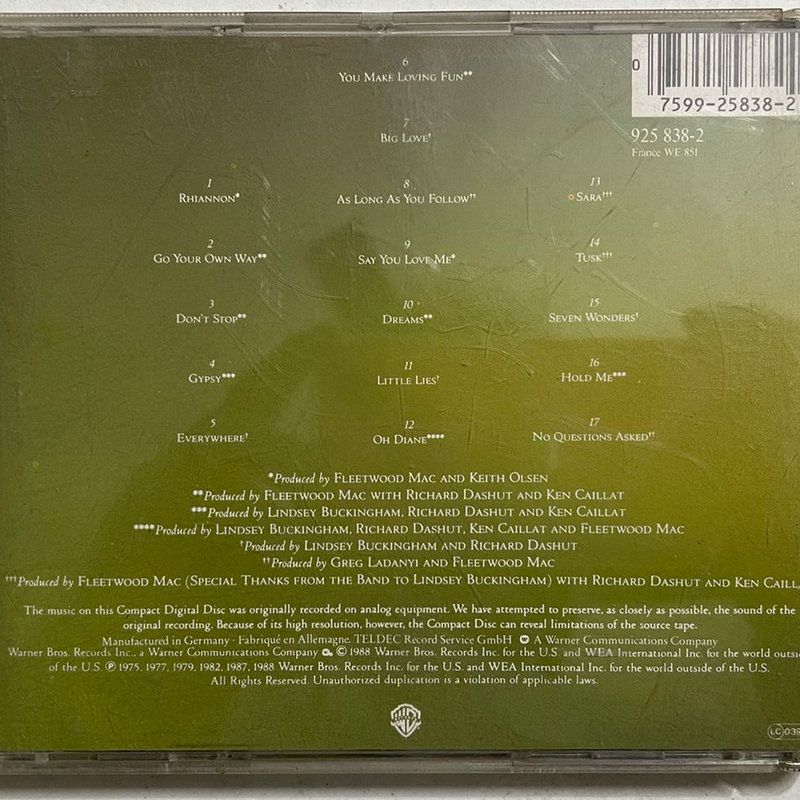 6
YOU MAKE LOVING FUN**
7
BIG LOVE†
1
RHIANNON*
2
GO YOUR OWN WAY**
3
DON'T STOP**
4
GYPSY***
5
EVERYWHERE†
8
AS LONG AS YOU FOLLOW††
9
SAY YOU LOVE ME*
10
DREAMS**
11
LITTLE LIES†
12
OH DIANE****
13
SARA†††
14
TUSK†††
15
SEVEN WONDERS†
16
HOLD ME***
17
NO QUESTIONS ASKED††
0
7599-25838-2
925 838-2
France WE 851
*Produced by FLEETWOOD MAC AND KEITH OLSEN
**Produced by FLEETWOOD MAC WITH RICHARD DASHUT AND KEN CAILLAT
***Produced by LINDSEY BUCKINGHAM, RICHARD DASHUT AND KEN CAILLAT
****Produced by LINDSEY BUCKINGHAM, RICHARD DASHUT, KEN CAILLAT AND FLEETWOOD MAC
†Produced by LINDSEY BUCKINGHAM AND RICHARD DASHUT
††Produced by GREG LADANYI AND FLEETWOOD MAC
†††Produced by FLEETWOOD MAC (SPECIAL THANKS FROM THE BAND TO LINDSEY BUCKINGHAM) WITH RICHARD DASHUT AND KEN CAILL
The music on this Compact Digital Disc was originally recorded on analog equipment. We have attempted to preserve, as closely as possible, the sound of the
original recording. Because of its high resolution, however, the Compact Disc can reveal limitations of the source tape.
Manufactured in Germany · Fabriqué en Allemagne. TELDEC Record Service GmbH A Warner Communications Company
Warner Bros. Records Inc., a Warner Communications Company © 1988 Warner Bros. Records Inc. for the U.S. and WEA International Inc. for the world outside
of the U.S. ℗ 1975, 1977, 1979, 1982, 1987, 1988 Warner Bros. Records Inc. for the U.S. and WEA International Inc. for the world outside of the U.S.
All Rights Reserved. Unauthorized duplication is a violation of applicable laws.
LC 039